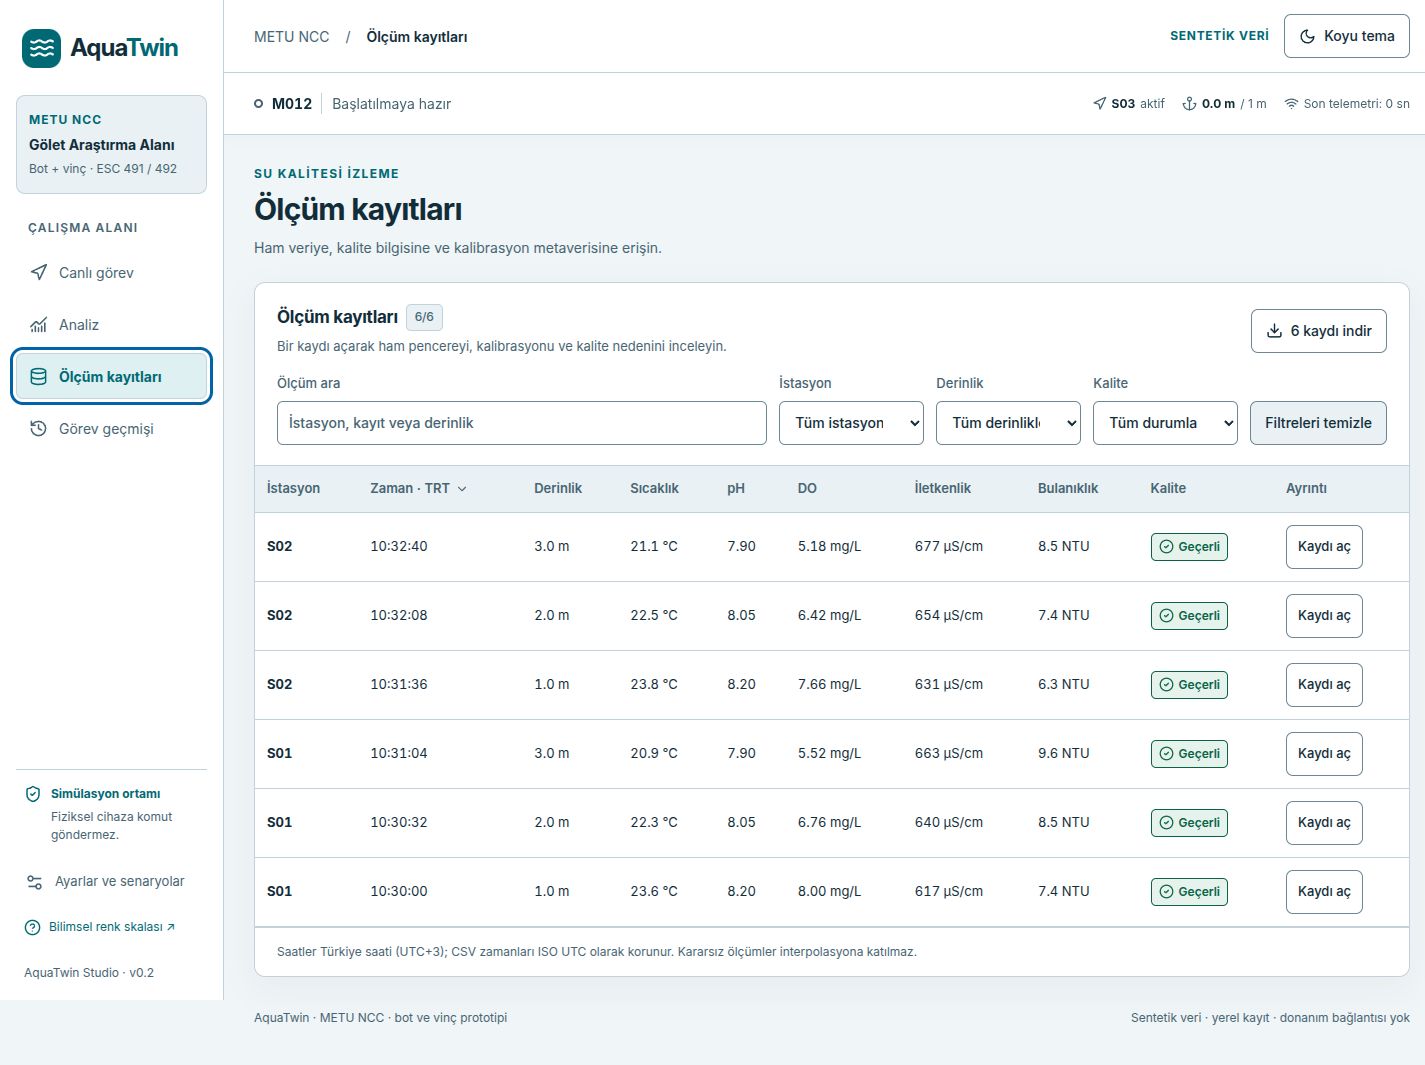 AquaTwin
METU NCC
Gölet Araştırma Alanı
Bot + vinç · ESC 491 / 492
ÇALIŞMA ALANI
Canlı görev
Analiz
Ölçüm kayıtları
Görev geçmişi
Simülasyon ortamı
Fiziksel cihaza komut
göndermez.
Ayarlar ve senaryolar
Bilimsel renk skalası ↗
AquaTwin Studio · v0.2
METU NCC / Ölçüm kayıtları
SENTETİK VERİ
Koyu tema
M012 Başlatılmaya hazır
S03 aktif 0.0 m / 1 m Son telemetri: 0 sn
SU KALİTESİ İZLEME
Ölçüm kayıtları
Ham veriye, kalite bilgisine ve kalibrasyon metaverisine erişin.
Ölçüm kayıtları 6/6
Bir kaydı açarak ham pencereyi, kalibrasyonu ve kalite nedenini inceleyin.
6 kaydı indir
Ölçüm ara İstasyon Derinlik Kalite
İstasyon, kayıt veya derinlik Tüm istasyon Tüm derinlikl Tüm durumla Filtreleri temizle
İstasyon Zaman · TRT Derinlik Sıcaklık pH DO İletkenlik Bulanıklık Kalite Ayrıntı
S02 10:32:40 3.0 m 21.1 °C 7.90 5.18 mg/L 677 µS/cm 8.5 NTU Geçerli Kaydı aç
S02 10:32:08 2.0 m 22.5 °C 8.05 6.42 mg/L 654 µS/cm 7.4 NTU Geçerli Kaydı aç
S02 10:31:36 1.0 m 23.8 °C 8.20 7.66 mg/L 631 µS/cm 6.3 NTU Geçerli Kaydı aç
S01 10:31:04 3.0 m 20.9 °C 7.90 5.52 mg/L 663 µS/cm 9.6 NTU Geçerli Kaydı aç
S01 10:30:32 2.0 m 22.3 °C 8.05 6.76 mg/L 640 µS/cm 8.5 NTU Geçerli Kaydı aç
S01 10:30:00 1.0 m 23.6 °C 8.20 8.00 mg/L 617 µS/cm 7.4 NTU Geçerli Kaydı aç
Saatler Türkiye saati (UTC+3); CSV zamanları ISO UTC olarak korunur. Kararsız ölçümler interpolasyona katılmaz.
AquaTwin · METU NCC · bot ve vinç prototipi
Sentetik veri · yerel kayıt · donanım bağlantısı yok